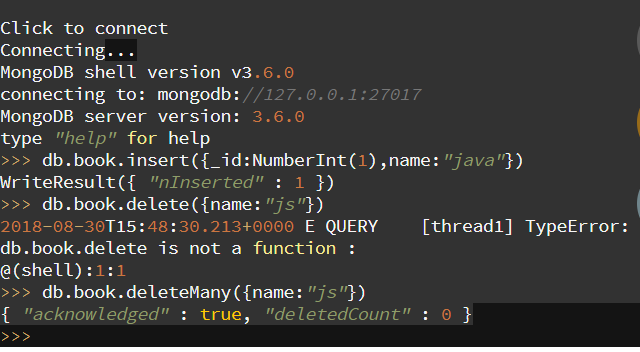 Click to connect
Connecting...
MongoDB shell version v3.6.0
connecting to: mongodb://127.0.0.1:27017
MongoDB server version: 3.6.0
type "help" for help
>>> db.book.insert({_id:NumberInt(1),name:"java"})
WriteResult({ "nInserted" : 1 })
>>> db.book.delete({name:"js"})
2018-08-30T15:48:30.213+0000 E QUERY    [thread1] TypeError:
db.book.delete is not a function :
@(shell):1:1
>>> db.book.deleteMany({name:"js"})
{ "acknowledged" : true, "deletedCount" : 0 }
>>>